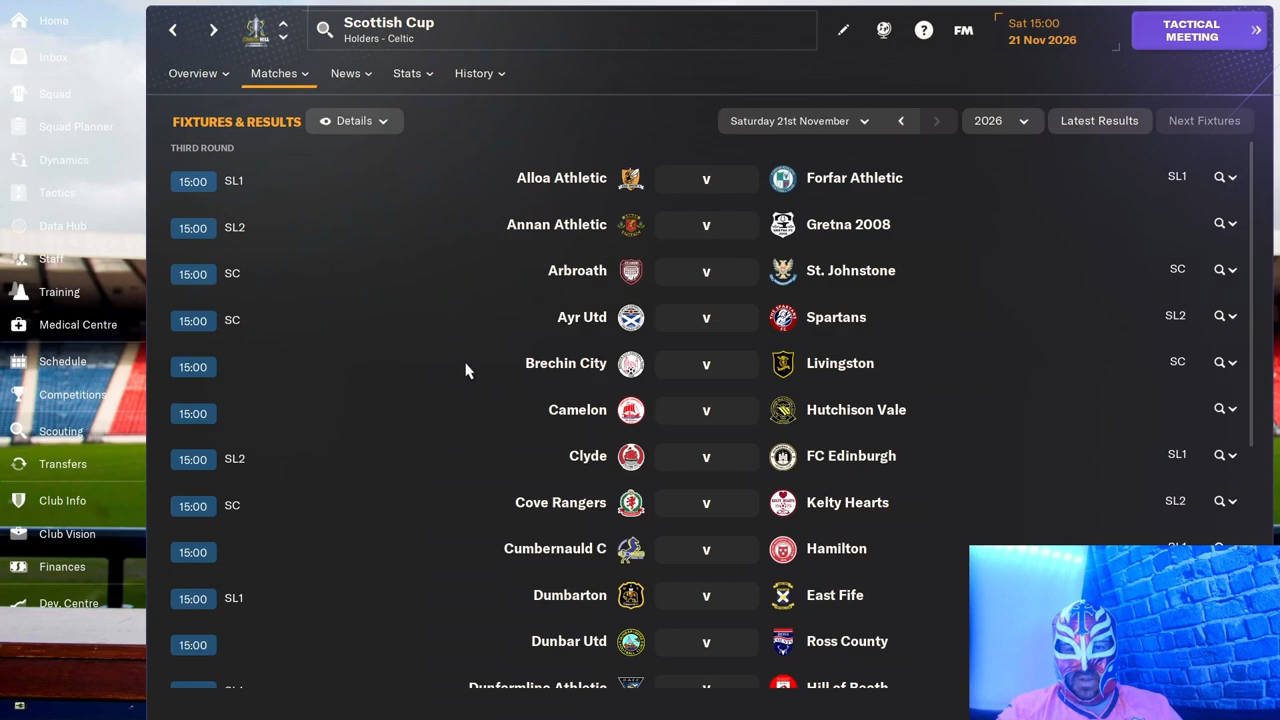 Home
Inbox
Squad
Squad Planner
Dynamics
Tactics
Data Hub
Staff
Training
Medical Centre
Schedule
Competitions
Scouting
Transfers
Club Info
Club Vision
Finances
Dev. Centre
Scottish Cup
Holders - Celtic
FM
Sat 15:00
21 Nov 2026
TACTICAL
MEETING
Overview Matches News Stats History
FIXTURES & RESULTS Details Saturday 21st November 2026 Latest Results Next Fixtures
THIRD ROUND
15:00 SL1 Alloa Athletic v Forfar Athletic SL1
15:00 SL2 Annan Athletic v Gretna 2008
15:00 SC Arbroath v St. Johnstone SC
15:00 SC Ayr Utd v Spartans SL2
15:00 Brechin City v Livingston SC
15:00 Camelon v Hutchison Vale
15:00 SL2 Clyde v FC Edinburgh SL1
15:00 SC Cove Rangers v Kelty Hearts SL2
15:00 Cumbernauld C v Hamilton SL1
15:00 SL1 Dumbarton v East Fife
15:00 Dunbar Utd v Ross County
Dunfermline Athletic Hill of Beath